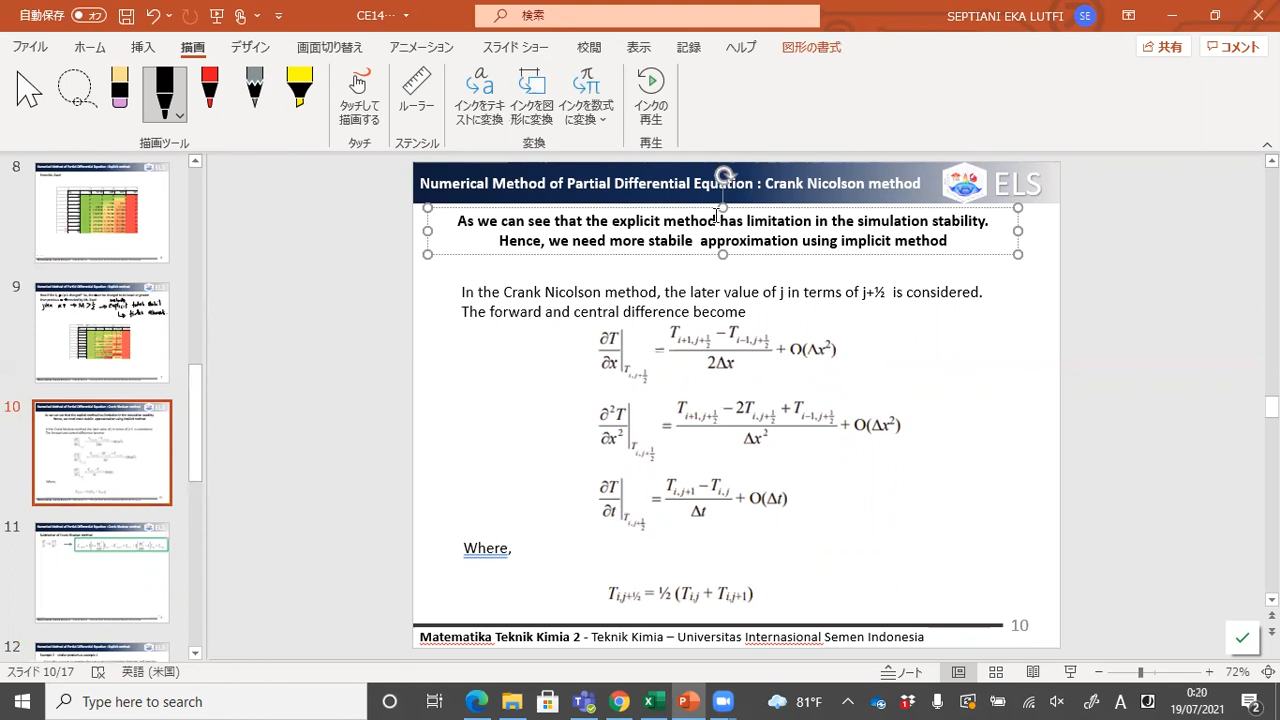 自動保存 オフ CE14… 検索 SEPTIANI EKA LUTFI SE
ファイル ホーム 挿入 描画 デザイン 画面切り替え アニメーション スライド ショー 校閲 表示 記録 ヘルプ 図形の書式 共有 コメント
タッチして描画する ルーラー インクをテキストに変換 インクを図形に変換 インクを数式に変換 インクの再生
描画ツール タッチ ステンシル 変換 再生
8
9
10
11
12
Numerical Method of Partial Differential Equation : Crank Nicolson method ELS
As we can see that the explicit method has limitation in the simulation stability.
Hence, we need more stabile approximation using implicit method
In the Crank Nicolson method, the later value of t in terms of j+½ is considered.
The forward and central difference become
∂T/∂x|T_{i,j+1/2} = (T_{i+1,j+1/2} − T_{i−1,j+1/2}) / 2Δx + O(Δx²)
∂²T/∂x²|T_{i,j+1/2} = (T_{i+1,j+1/2} − 2T_{i,j+1/2} − T_{i−1,j+1/2}) / Δx² + O(Δx²)
∂T/∂t|T_{i,j+1/2} = (T_{i,j+1} − T_{i,j}) / Δt + O(Δt)
Where,
T_{i,j+½} = ½ (T_{i,j} + T_{i,j+1})
10
Matematika Teknik Kimia 2 - Teknik Kimia – Universitas Internasional Semen Indonesia
スライド 10/17 英語 (米国) ノート 72%
Type here to search 81°F A 0:20
19/07/2021 2